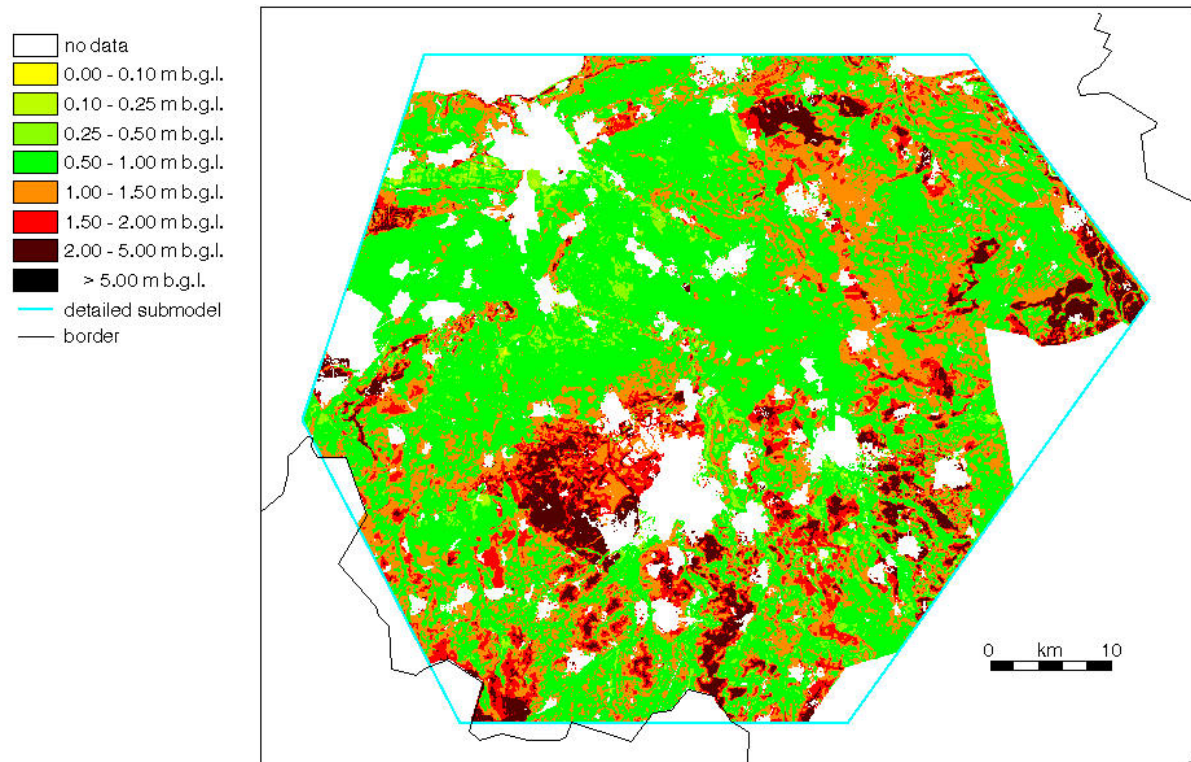 no data
0.00 - 0.10 m b.g.l.
0.10 - 0.25 m b.g.l.
0.25 - 0.50 m b.g.l.
0.50 - 1.00 m b.g.l.
1.00 - 1.50 m b.g.l.
1.50 - 2.00 m b.g.l.
2.00 - 5.00 m b.g.l.
> 5.00 m b.g.l.
detailed submodel
border
0 km 10